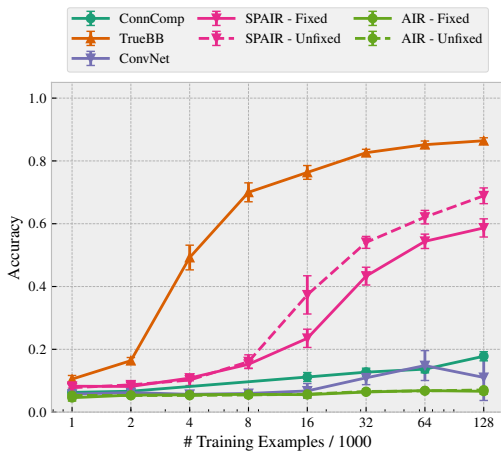 ConnComp
TrueBB
ConvNet
SPAIR - Fixed
SPAIR - Unfixed
AIR - Fixed
AIR - Unfixed
1.0
0.8
0.6
0.4
0.2
0.0
Accuracy
1 2 4 8 16 32 64 128
# Training Examples / 1000